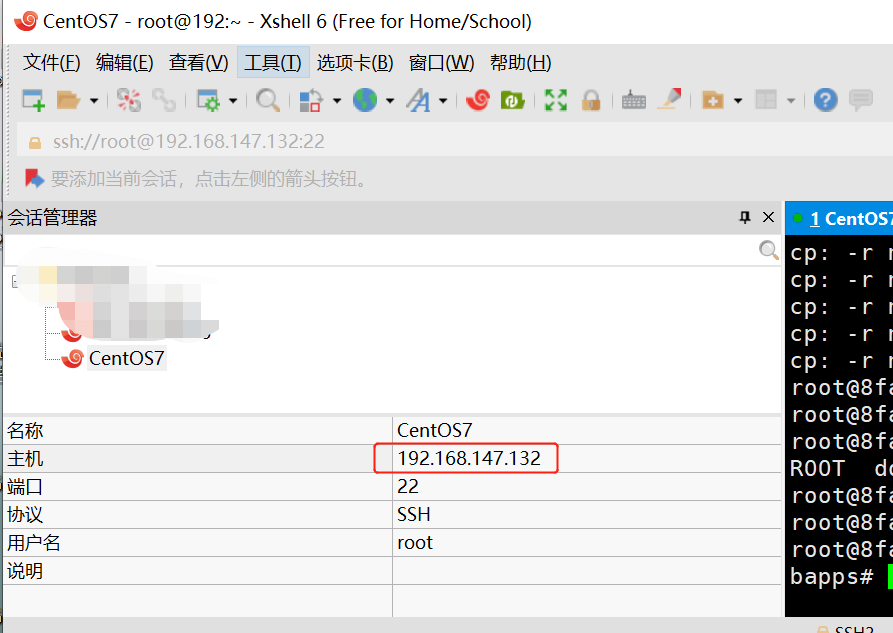 CentOS7 - root@192:~ - Xshell 6 (Free for Home/School)
文件(F) 编辑(E) 查看(V) 工具(T) 选项卡(B) 窗口(W) 帮助(H)
ssh://root@192.168.147.132:22
要添加当前会话，点击左侧的箭头按钮。
会话管理器
1 CentOS7
CentOS7
名称 CentOS7
主机 192.168.147.132
端口 22
协议 SSH
用户名 root
说明
cp: -r
cp: -r
cp: -r
cp: -r
cp: -r
root@8fa
root@8fa
root@8fa
ROOT
root@8fa
root@8fa
root@8fa
bapps#
SSH2